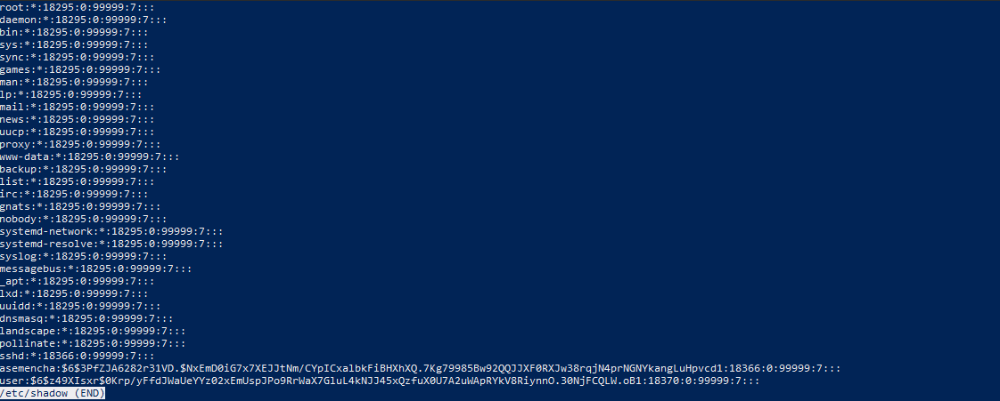 root:*:18295:0:99999:7:::
daemon:*:18295:0:99999:7:::
bin:*:18295:0:99999:7:::
sys:*:18295:0:99999:7:::
sync:*:18295:0:99999:7:::
games:*:18295:0:99999:7:::
man:*:18295:0:99999:7:::
lp:*:18295:0:99999:7:::
mail:*:18295:0:99999:7:::
news:*:18295:0:99999:7:::
uucp:*:18295:0:99999:7:::
proxy:*:18295:0:99999:7:::
www-data:*:18295:0:99999:7:::
backup:*:18295:0:99999:7:::
list:*:18295:0:99999:7:::
irc:*:18295:0:99999:7:::
gnats:*:18295:0:99999:7:::
nobody:*:18295:0:99999:7:::
systemd-network:*:18295:0:99999:7:::
systemd-resolve:*:18295:0:99999:7:::
syslog:*:18295:0:99999:7:::
messagebus:*:18295:0:99999:7:::
_apt:*:18295:0:99999:7:::
lxd:*:18295:0:99999:7:::
uuidd:*:18295:0:99999:7:::
dnsmasq:*:18295:0:99999:7:::
landscape:*:18295:0:99999:7:::
pollinate:*:18295:0:99999:7:::
sshd:*:18366:0:99999:7:::
asemencha:$6$3PfZJA6282r31VD.$NxEmD0iG7x7XEJJtNm/CYpICxalbkFiBHXhXQ.7Kg79985Bw92QQJJXF0RXJw38rqjN4prNGNYkangLuHpvcd1:18366:0:99999:7:::
user:$6$z49XIsxr$0Krp/yFfdJWaUeYYz02xEmUspJPo9RrWaX7GluL4kNJJ45xQzfuX0U7A2uWApRYkV8RiynnO.30NjFCQLW.oB1:18370:0:99999:7:::
/etc/shadow (END)